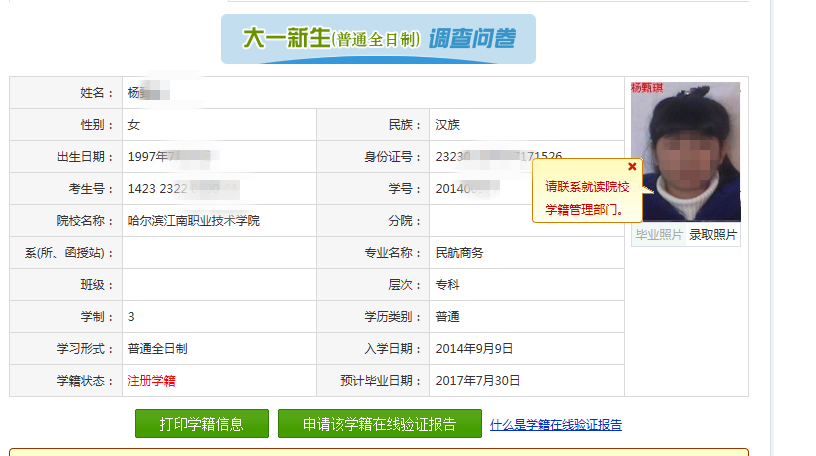 大一新生(普通全日制) 调查问卷
姓名： 杨
性别： 女 民族： 汉族
出生日期： 1997年7 身份证号： 23230 171526
考生号： 1423 2322 学号： 20140
院校名称： 哈尔滨江南职业技术学院 分院：
系(所、函授站)： 专业名称： 民航商务
班级： 层次： 专科
学制： 3 学历类别： 普通
学习形式： 普通全日制 入学日期： 2014年9月9日
学籍状态： 注册学籍 预计毕业日期： 2017年7月30日
杨甄琪
请联系就读院校
学籍管理部门。
毕业照片 录取照片
打印学籍信息 申请该学籍在线验证报告 什么是学籍在线验证报告